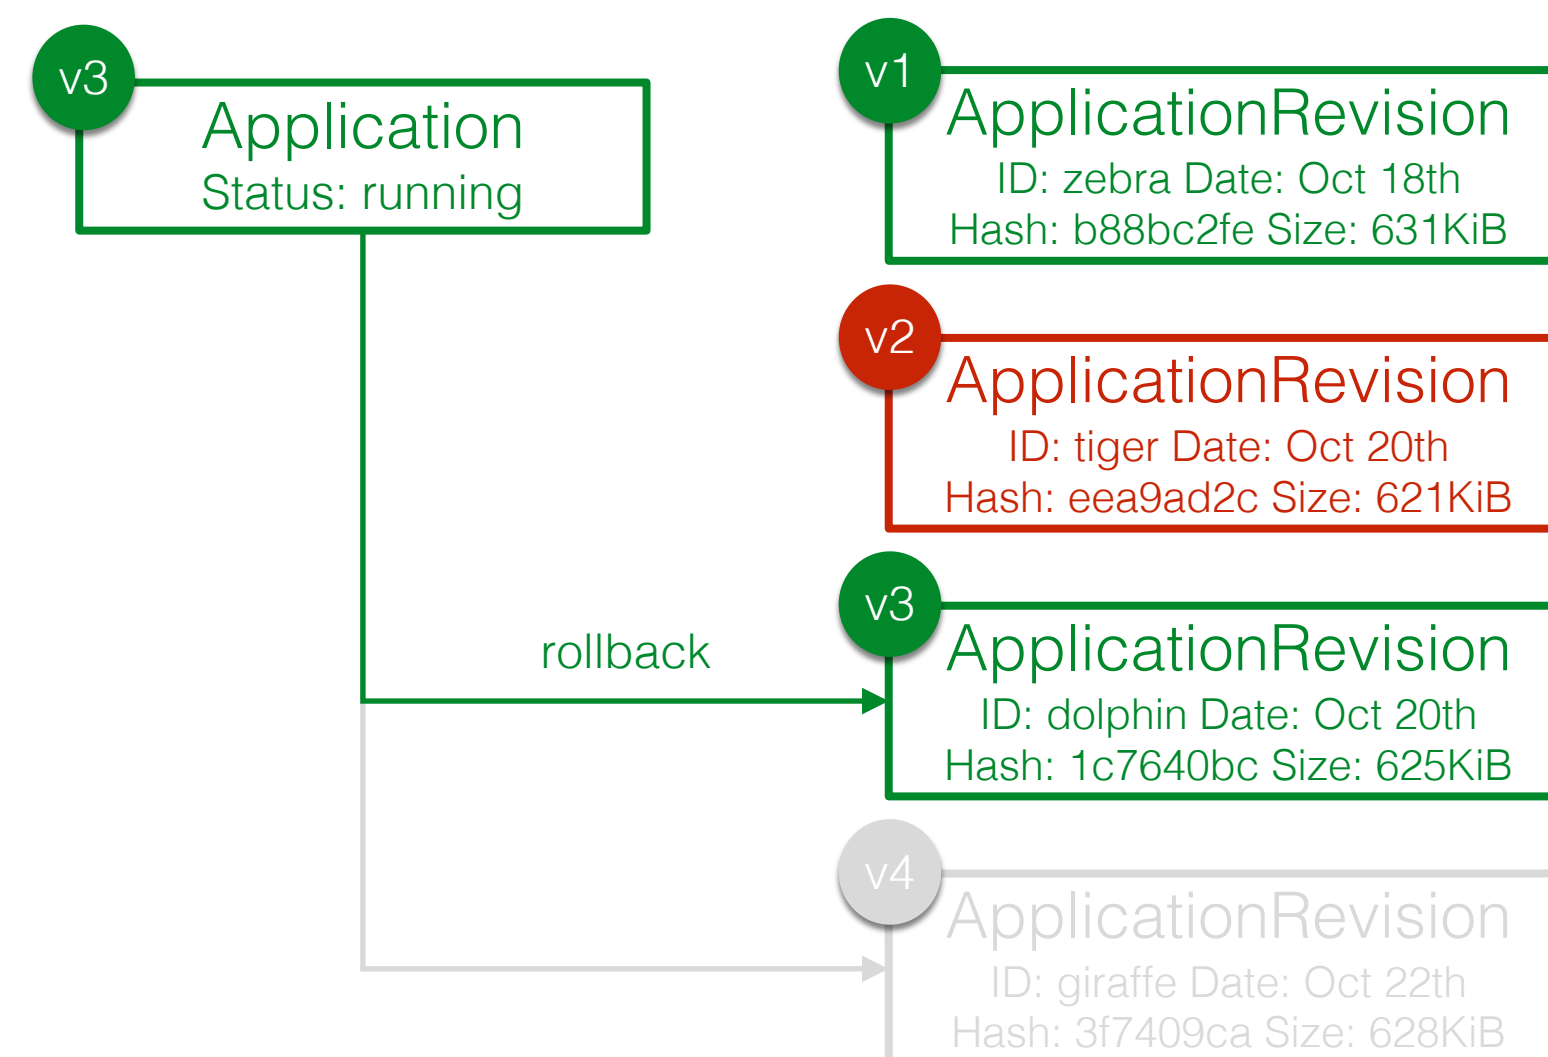 v3
Application
Status: running
v1
ApplicationRevision
ID: zebra Date: Oct 18th
Hash: b88bc2fe Size: 631KiB
v2
ApplicationRevision
ID: tiger Date: Oct 20th
Hash: eea9ad2c Size: 621KiB
rollback
v3
ApplicationRevision
ID: dolphin Date: Oct 20th
Hash: 1c7640bc Size: 625KiB
v4
ApplicationRevision
ID: giraffe Date: Oct 22th
Hash: 3f7409ca Size: 628KiB